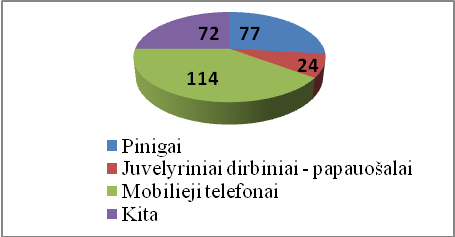 72 77
24
114
Pinigai
Juvelyriniai dirbiniai - papauošalai
Mobilieji telefonai
Kita